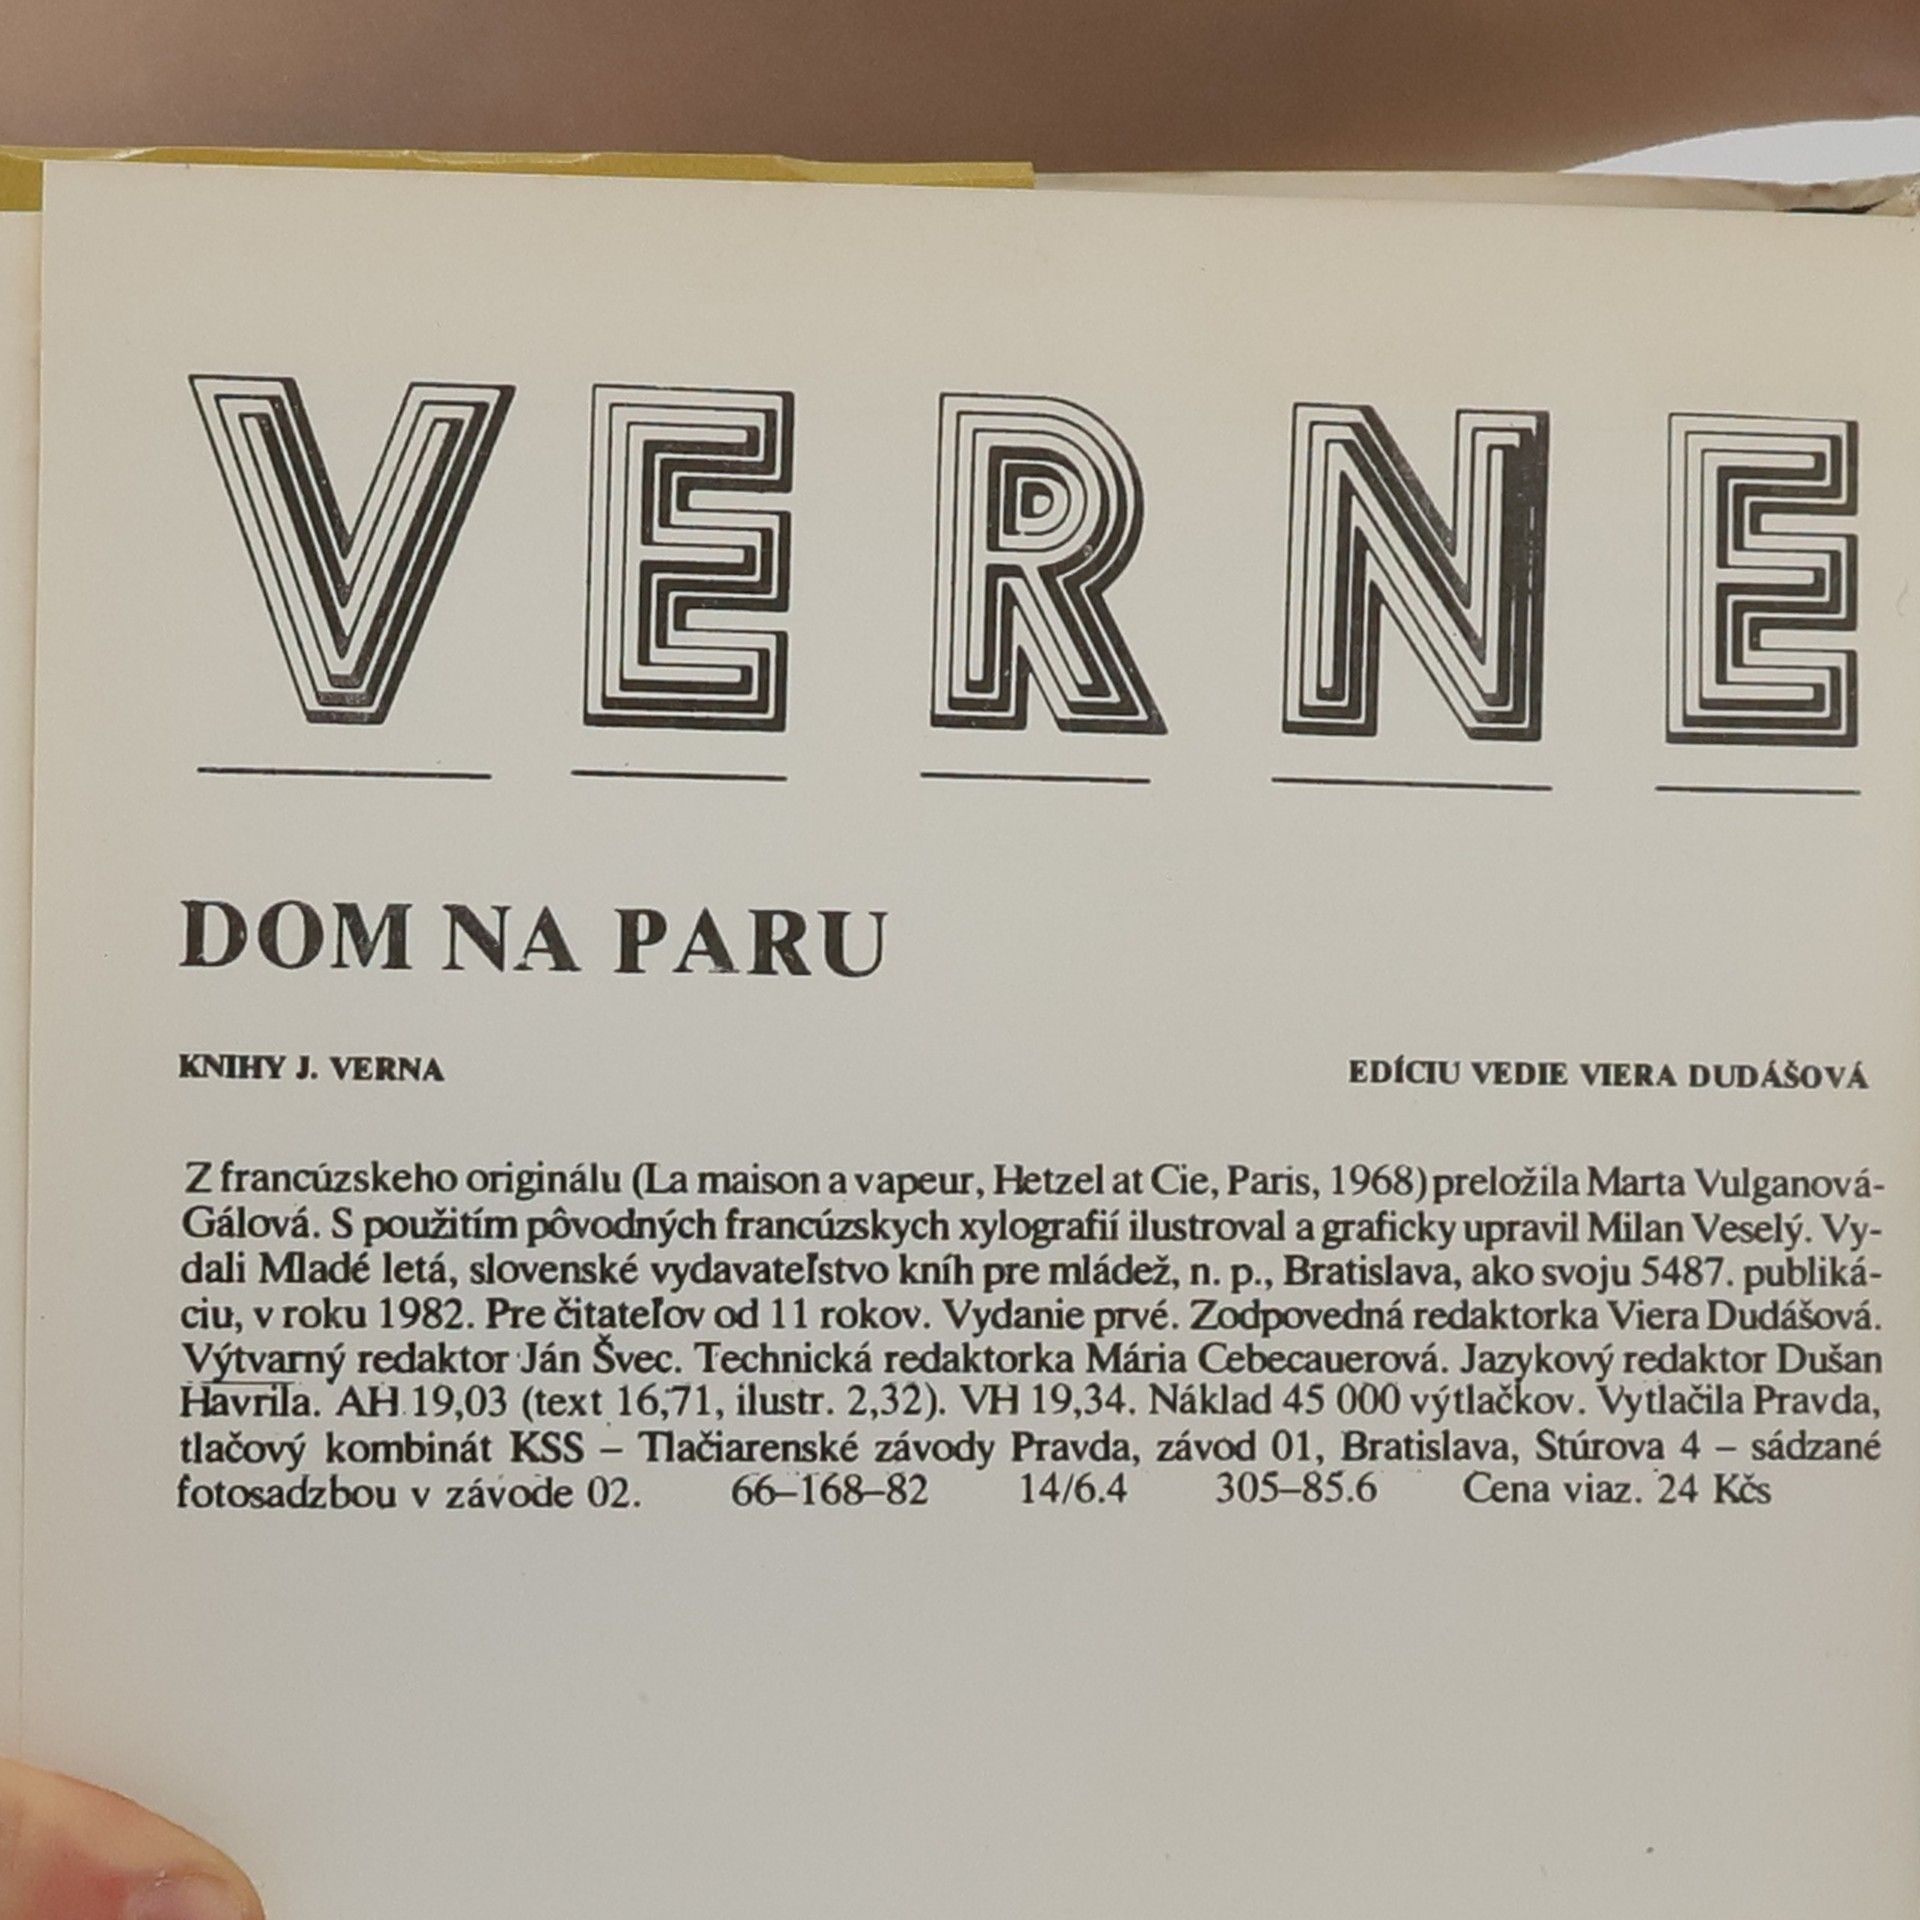 VERNE
DOM NA PARU
KNIHY J. VERNA
EDÍCIU VEDIE VIERA DUDÁŠOVÁ
Z francúzskeho originálu (La maison a vapeur, Hetzel at Cie, Paris, 1968) preložila Marta Vulganová-
Gálová. S použitím pôvodných francúzskych xylografií ilustroval a graficky upravil Milan Veselý. Vy-
dali Mladé letá, slovenské vydavateľstvo kníh pre mládež, n. p., Bratislava, ako svoju 5487. publiká-
ciu, v roku 1982. Pre čitateľov od 11 rokov. Vydanie prvé. Zodpovedná redaktorka Viera Dudášová.
Výtvarný redaktor Ján Švec. Technická redaktorka Mária Cebecauerová. Jazykový redaktor Dušan
Havrila. AH 19,03 (text 16,71, ilustr. 2,32). VH 19,34. Náklad 45 000 výtlačkov. Vytlačila Pravda,
tlačový kombinát KSS – Tlačiarenské závody Pravda, závod 01, Bratislava, Stúrova 4 – sádzané
fotosadzbou v závode 02. 66–168–82 14/6.4 305–85.6 Cena viaz. 24 Kčs